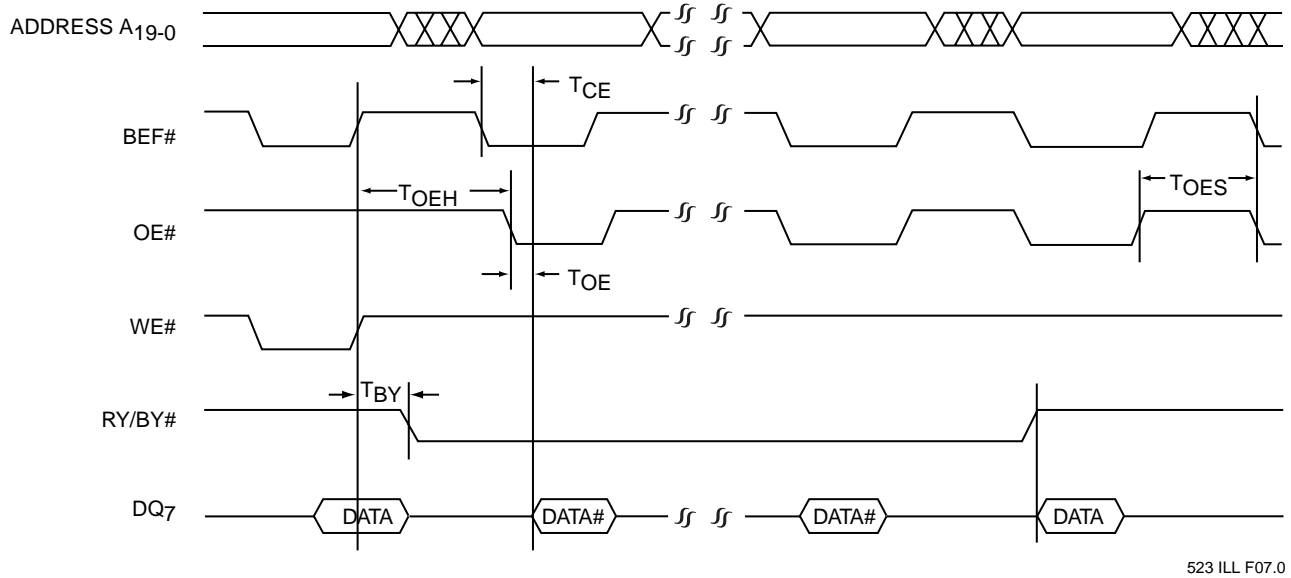 ADDRESS A19-0
TCE
BEF#
TOEH
TOES
OE#
TOE
WE#
TBY
RY/BY#
DQ7
DATA
DATA#
DATA#
DATA
523 ILL F07.0